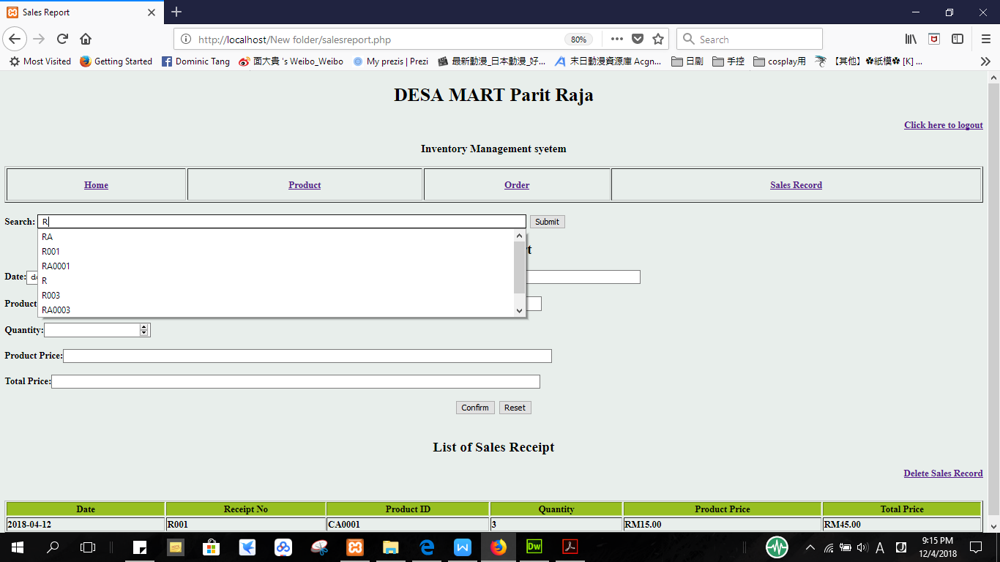 Sales Report
http://localhost/New folder/salesreport.php
80%
Search
Most Visited
Getting Started
Dominic Tang
面大貴 's Weibo_Weibo
My prezis | Prezi
最新動漫_日本動漫_好...
末日動漫資源庫 Acgn...
日剧
手控
cosplay用
【其他】✿紙模✿ [K] ...
DESA MART Parit Raja
Click here to logout
Inventory Management syetem
Home
Product
Order
Sales Record
Search: R
Submit
RA
R001
RA0001
R
R003
RA0003
Date:
Product
Quantity:
Product Price:
Total Price:
Confirm
Reset
List of Sales Receipt
Delete Sales Record
Date Receipt No Product ID Quantity Product Price Total Price
2018-04-12 R001 CA0001 3 RM15.00 RM45.00
Dw
A
9:15 PM
12/4/2018